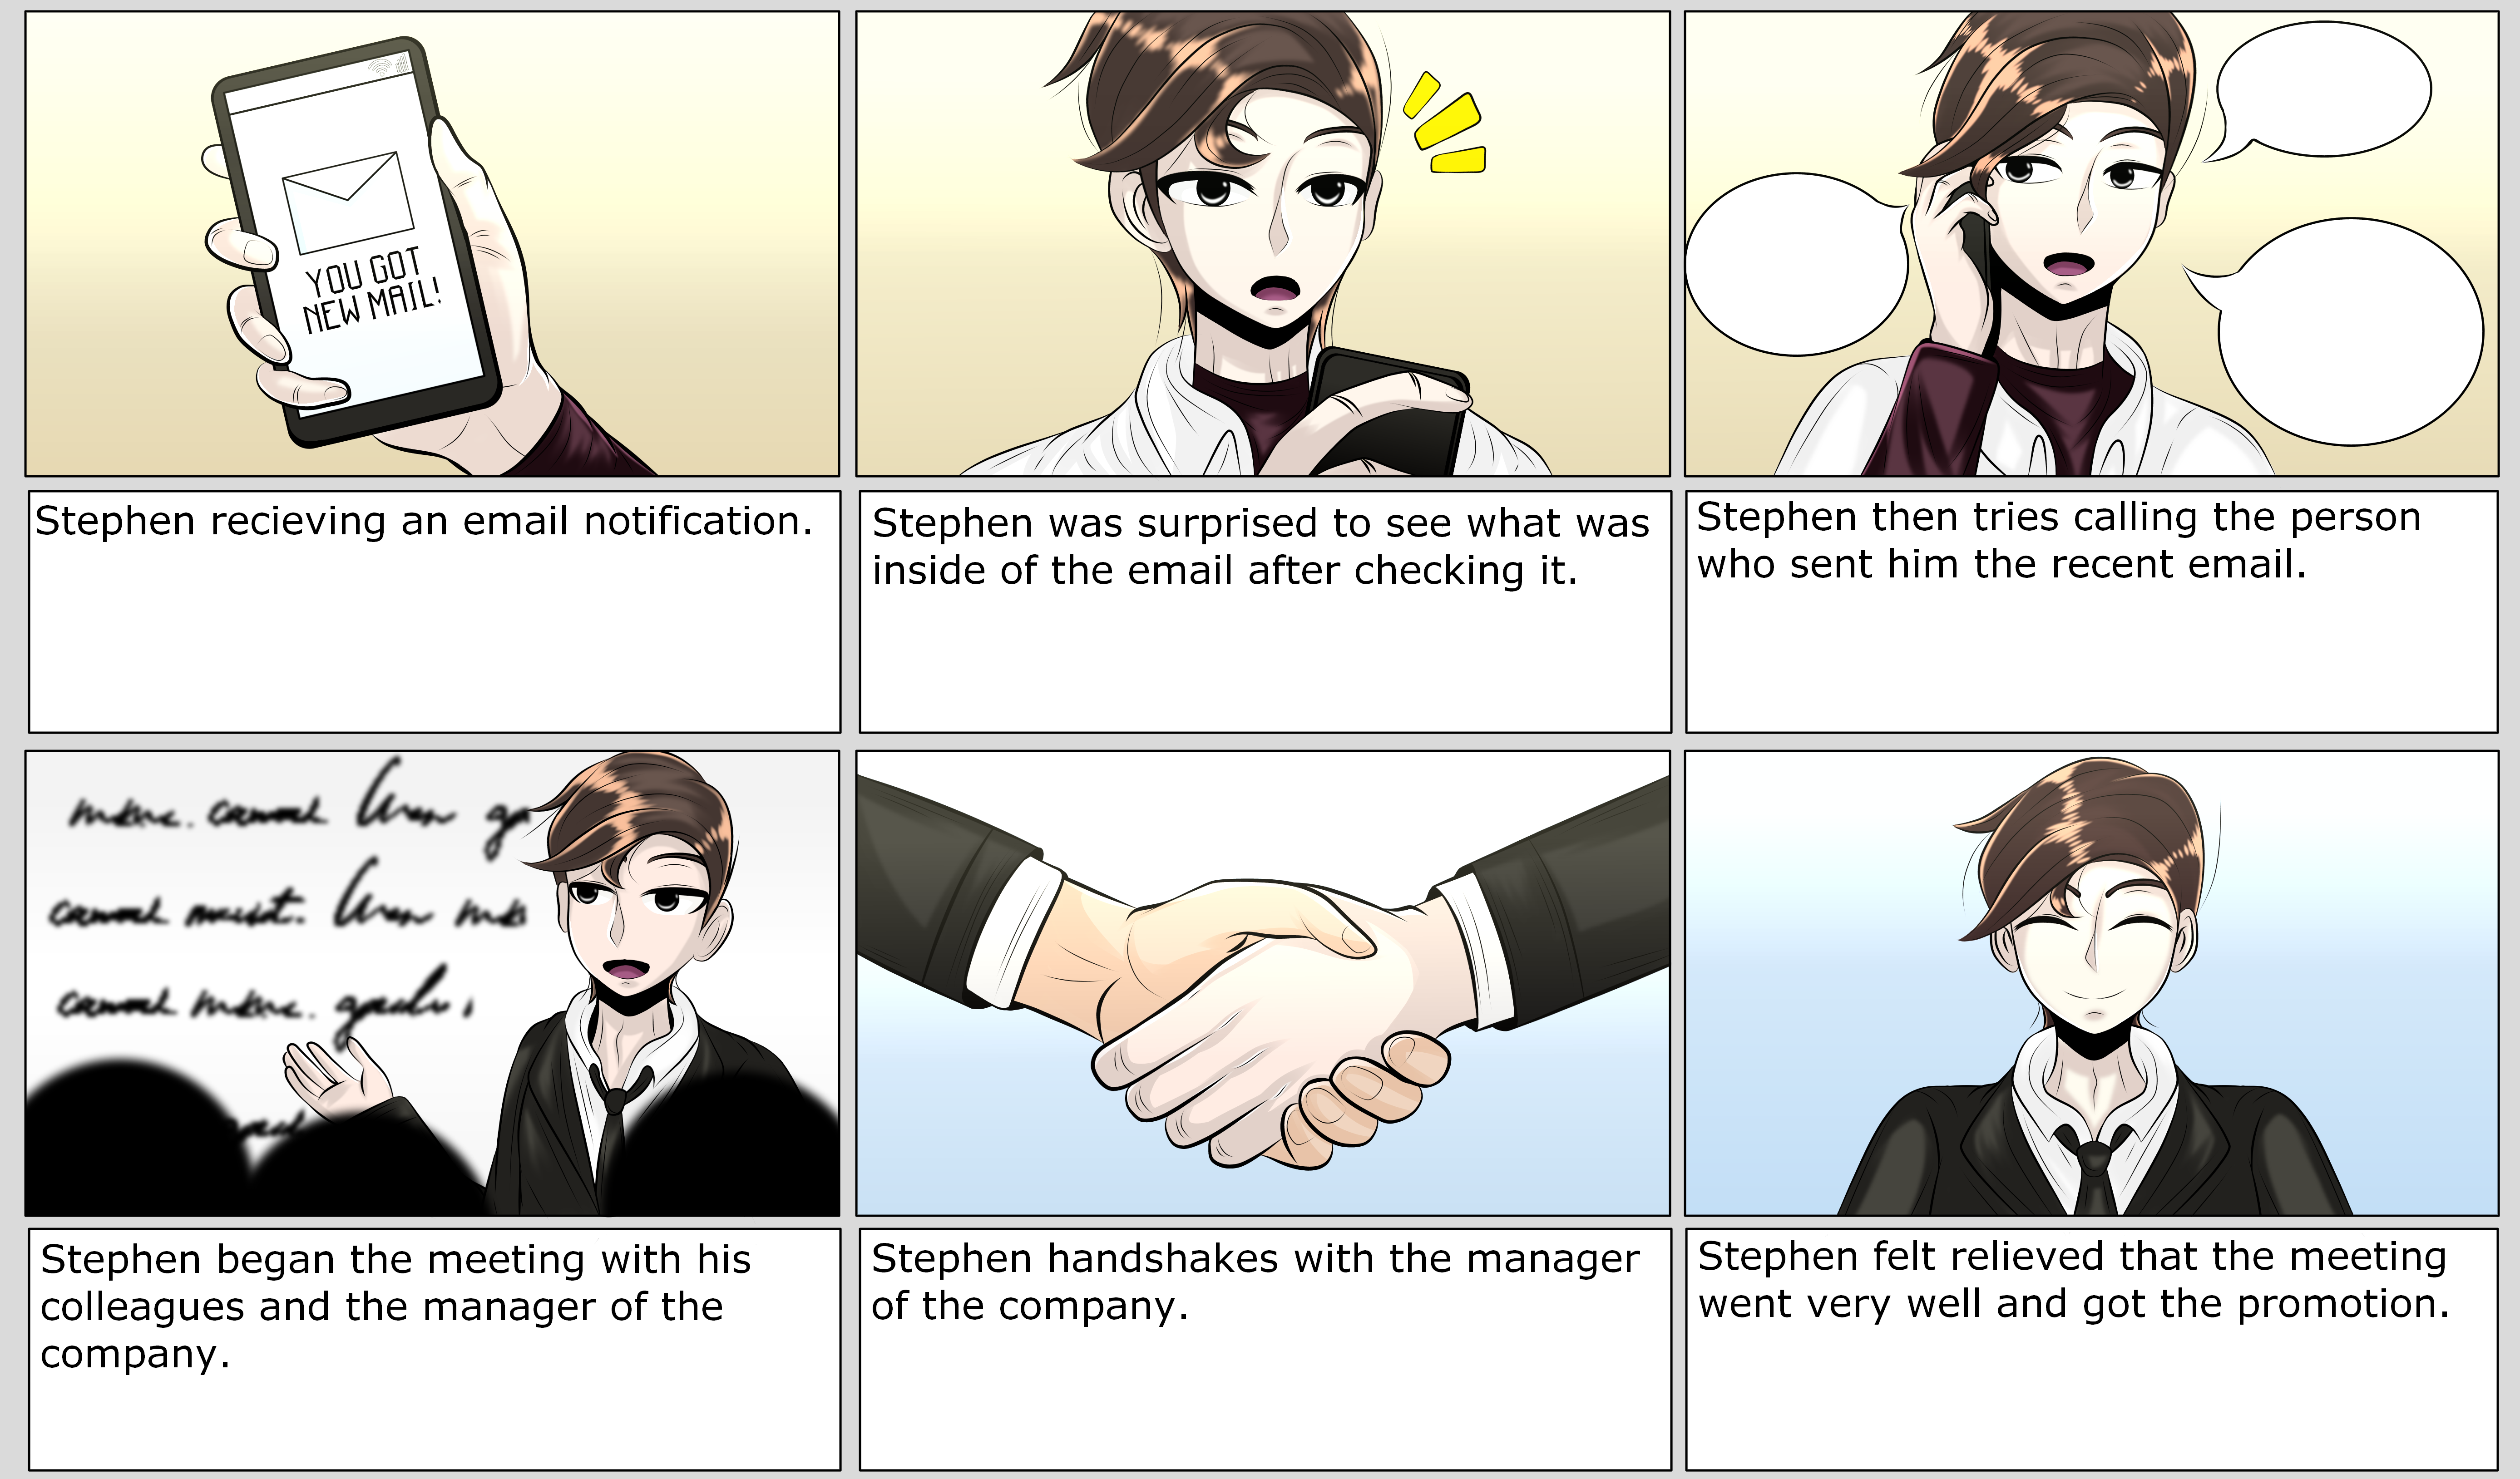 YOU GOT
NEW MAIL!
Stephen recieving an email notification.
Stephen was surprised to see what was
inside of the email after checking it.
Stephen then tries calling the person
who sent him the recent email.
Stephen began the meeting with his
colleagues and the manager of the
company.
Stephen handshakes with the manager
of the company.
Stephen felt relieved that the meeting
went very well and got the promotion.